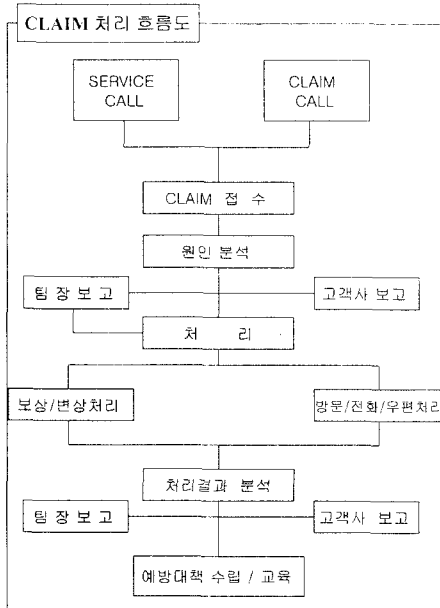 CLAIM 처리 흐름도
SERVICE
CALL
CLAIM
CALL
CLAIM 접 수
원인 분석
팀 장 보 고
고객사 보고
처 리
보상/변상처리
방문/전화/우편처리
처리결과 분석
팀 장 보 고
고객사 보고
예방대책 수립 / 교육